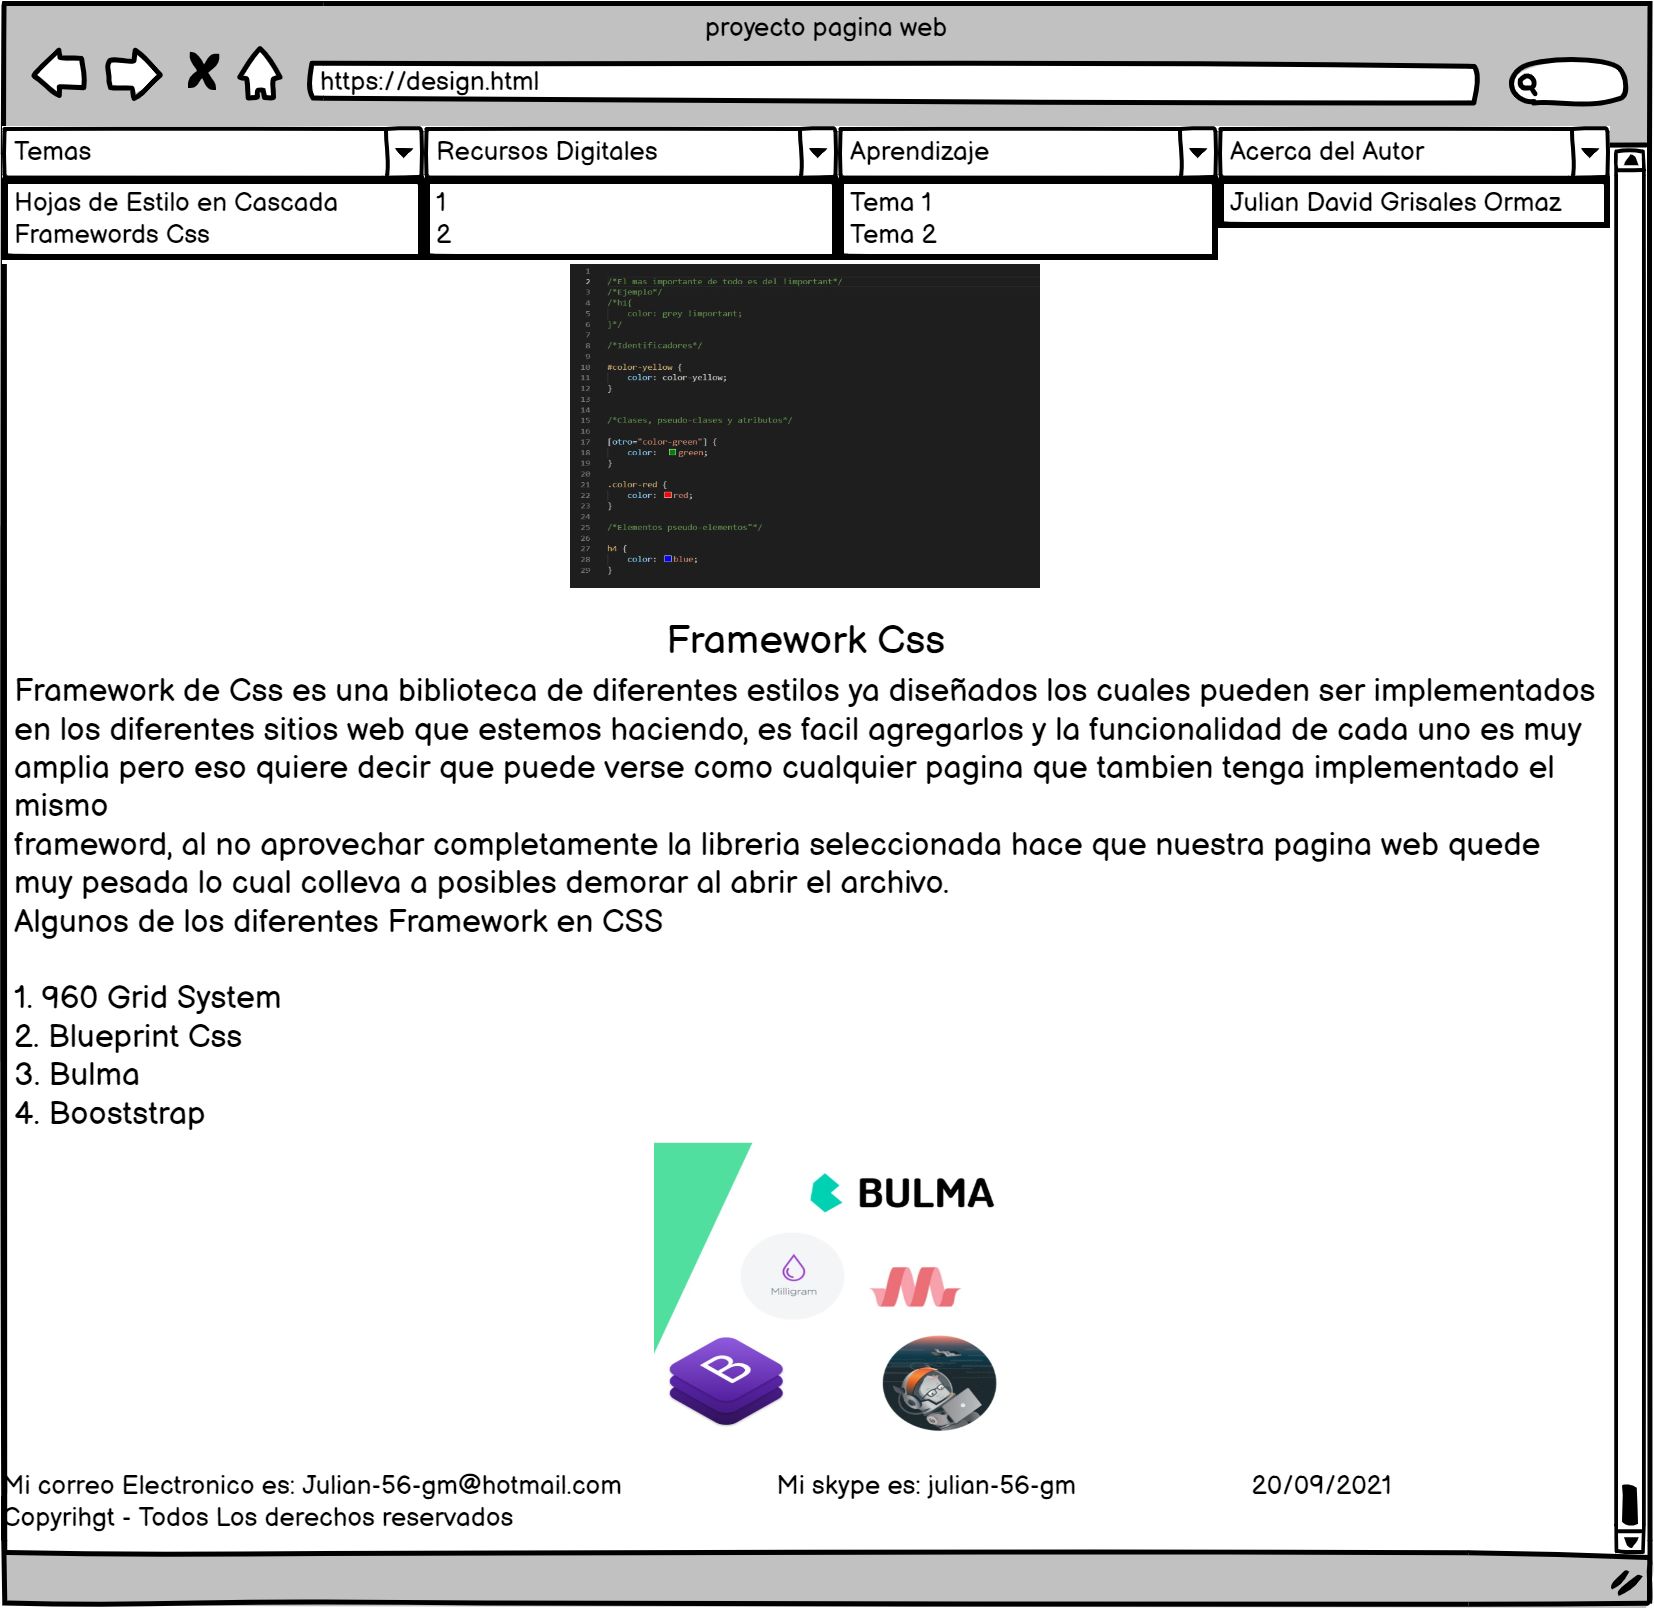 proyecto pagina web
https://design.html
Temas
Recursos Digitales
Aprendizaje
Acerca del Autor
Hojas de Estilo en Cascada
Framewords Css
1
2
Tema 1
Tema 2
Julian David Grisales Ormaz
1
2 /*El mas importante de todo es del !important*/
3 /*Ejemplo*/
4 /*h1{
5 color: grey !important;
6 }*/
7
8 /*Identificadores*/
9
10 #color-yellow {
11 color: color-yellow;
12 }
13
14
15 /*Clases, pseudo-clases y atributos*/
16
17 [otro="color-green"] {
18 color: green;
19 }
20
21 .color-red {
22 color: red;
23 }
24
25 /*Elementos pseudo-elementos"*/
26
27 h4 {
28 color: blue;
29 }
Framework Css
Framework de Css es una biblioteca de diferentes estilos ya diseñados los cuales pueden ser implementados
en los diferentes sitios web que estemos haciendo, es facil agregarlos y la funcionalidad de cada uno es muy
amplia pero eso quiere decir que puede verse como cualquier pagina que tambien tenga implementado el
mismo
frameword, al no aprovechar completamente la libreria seleccionada hace que nuestra pagina web quede
muy pesada lo cual colleva a posibles demorar al abrir el archivo.
Algunos de los diferentes Framework en CSS
1. 960 Grid System
2. Blueprint Css
3. Bulma
4. Booststrap
BULMA
Milligram
B
Mi correo Electronico es: Julian-56-gm@hotmail.com
Mi skype es: julian-56-gm
20/09/2021
Copyrihgt - Todos Los derechos reservados